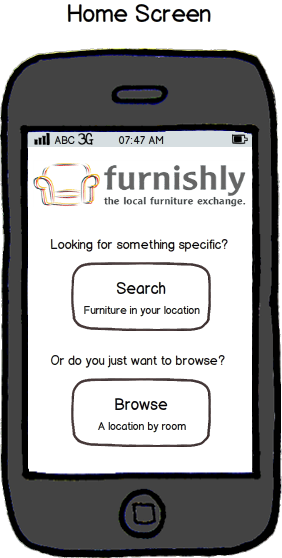 Home Screen
ABC 3G 07:47 AM
furnishly
the local furniture exchange.
Looking for something specific?
Search
Furniture in your location
Or do you just want to browse?
Browse
A location by room